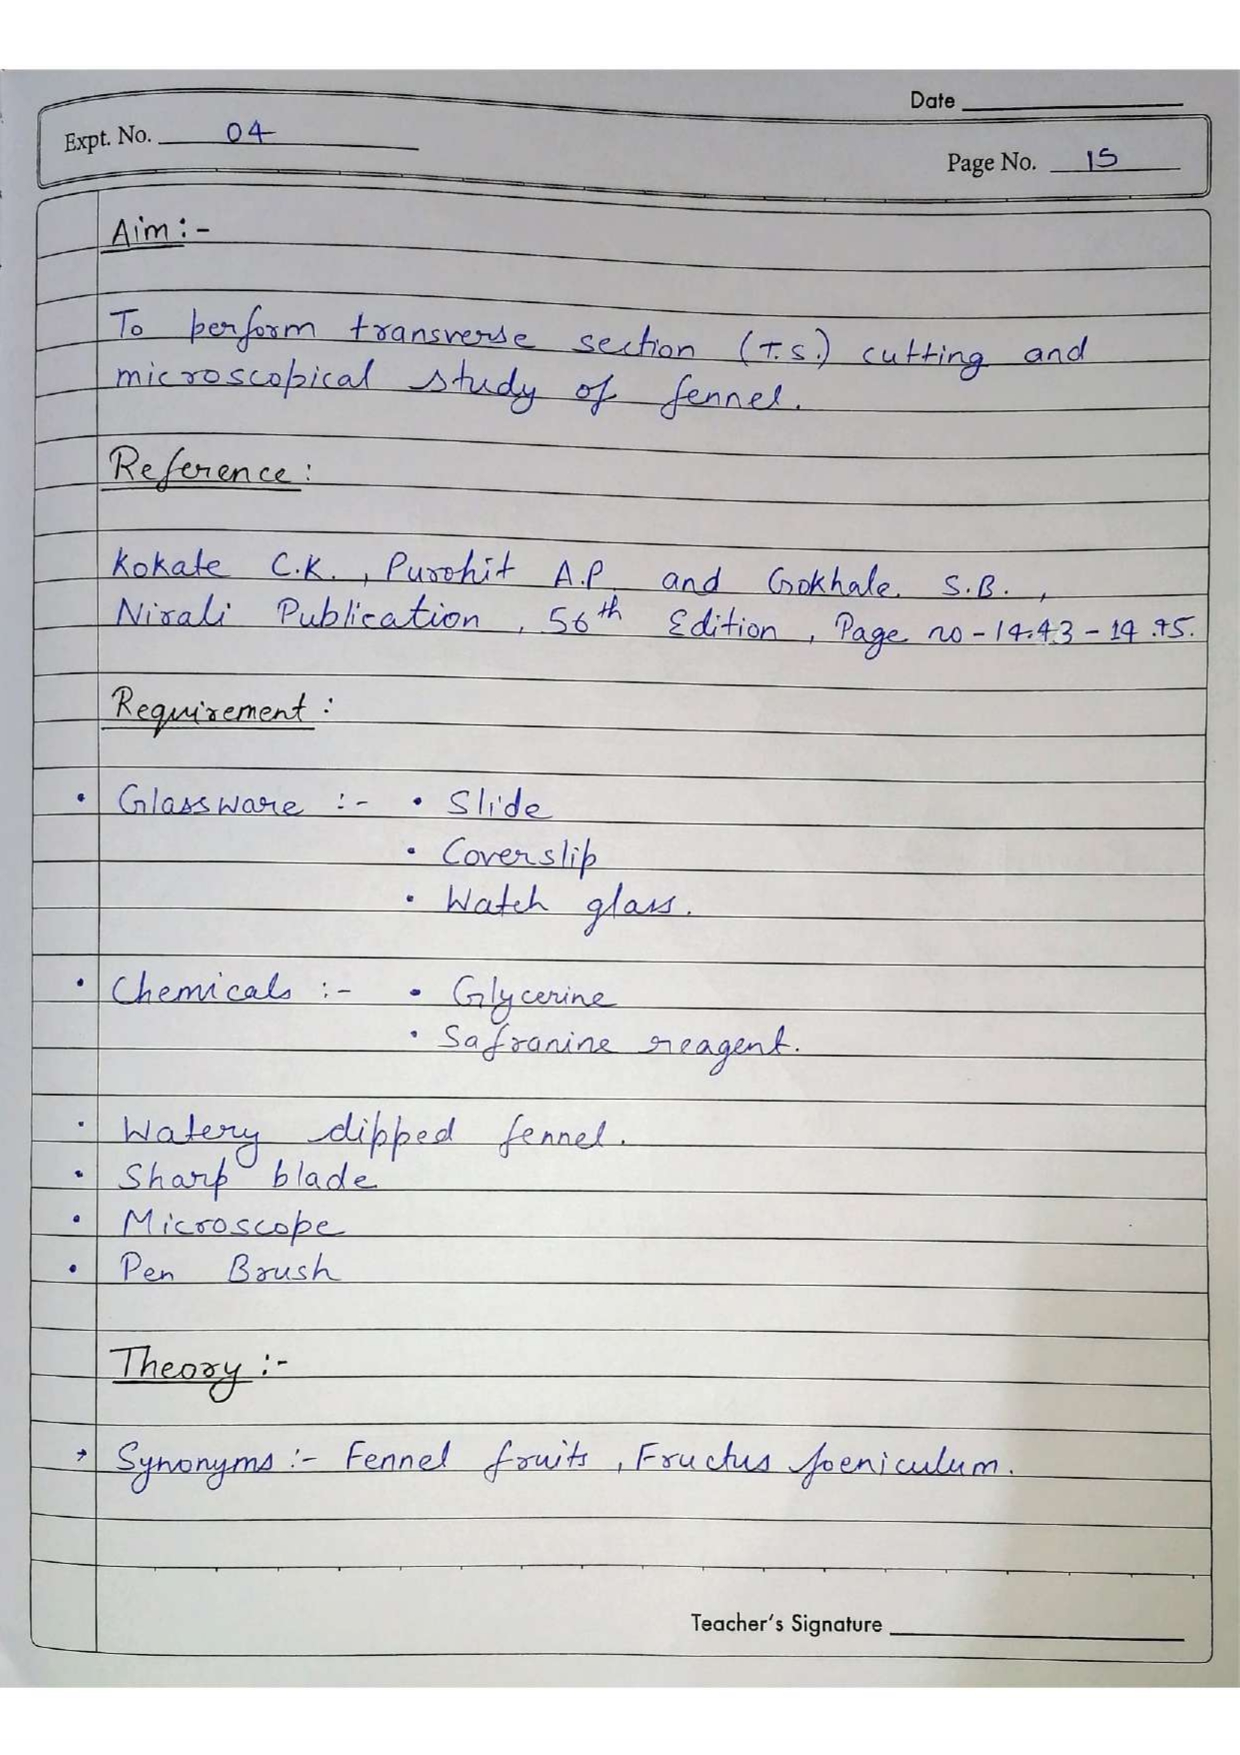 Date
Expt. No. 04
Page No. 15
Aim :-
To perform transverse section (T.S.) cutting and
microscopical study of fennel.
Reference :
Kokate C.K., Purohit A.P. and Gokhale. S.B.,
Nirali Publication, 56th Edition, Page no - 14.43 - 14.45.
Requirement :
• Glassware :- • Slide
• Coverslip
• Watch glass.
• Chemicals :- • Glycerine
• Safranine reagent.
• Watery dipped fennel.
• Sharp blade
• Microscope
• Pen Brush
Theory :-
→ Synonyms :- Fennel fruits, Fructus foeniculum.
Teacher's Signature